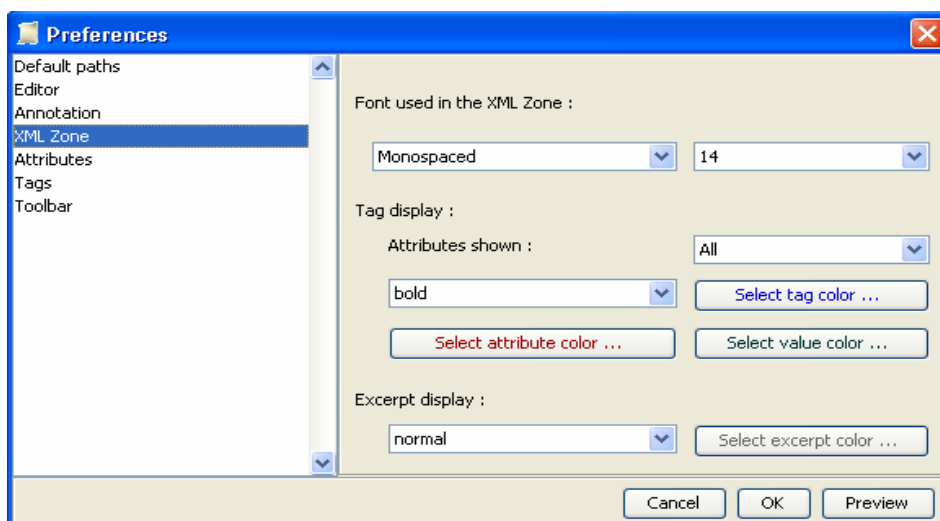 Preferences
Default paths
Editor
Annotation
XML Zone
Attributes
Tags
Toolbar
Font used in the XML Zone :
Monospaced 14
Tag display :
Attributes shown : All
bold Select tag color ...
Select attribute color ... Select value color ...
Excerpt display :
normal Select excerpt color ...
Cancel OK Preview